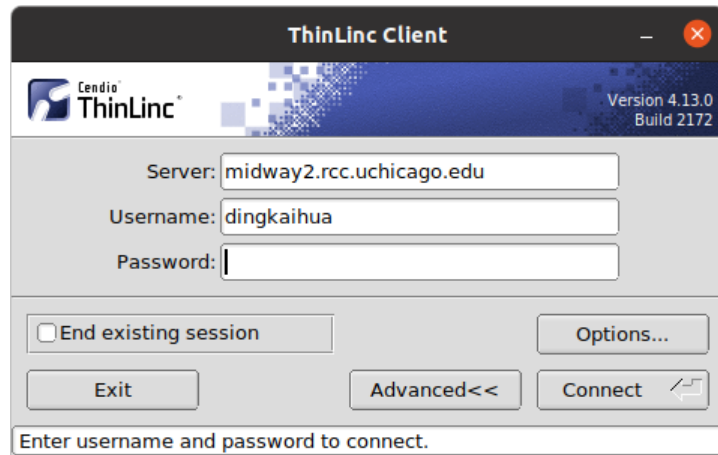 ThinLinc Client
Cendio
ThinLinc
Version 4.13.0
Build 2172
Server: midway2.rcc.uchicago.edu
Username: dingkaihua
Password:
End existing session
Options...
Exit
Advanced<<
Connect
Enter username and password to connect.